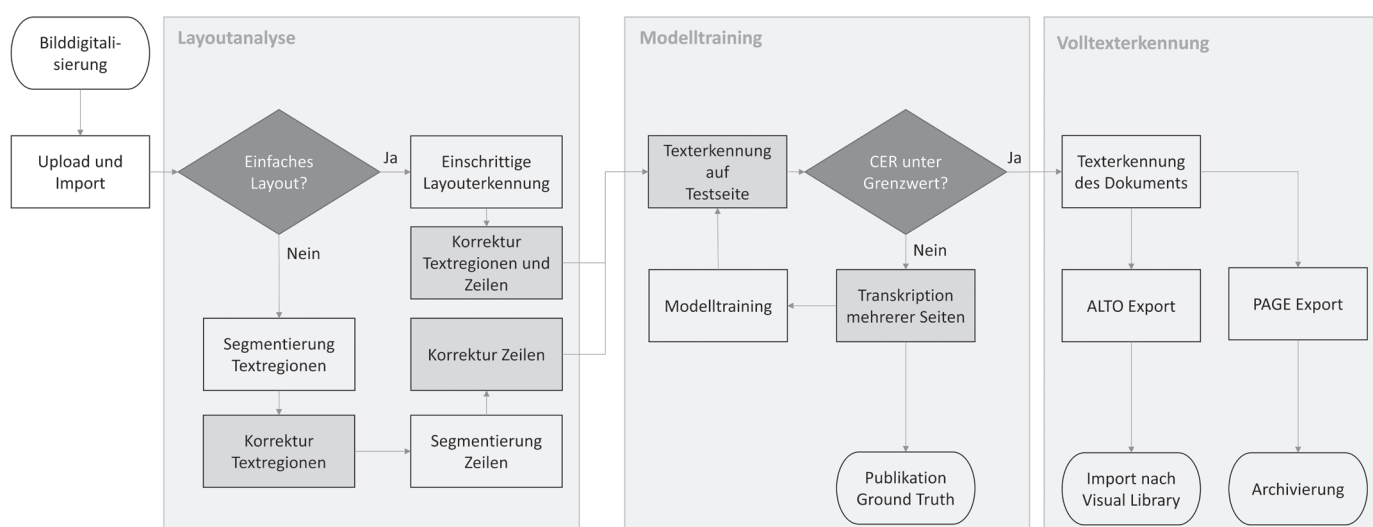 Bilddigitali-
sierung
Upload und
Import
Layoutanalyse
Einfaches
Layout?
Ja
Nein
Einschrittige
Layouterkennung
Korrektur
Textregionen und
Zeilen
Segmentierung
Textregionen
Korrektur
Textregionen
Segmentierung
Zeilen
Korrektur Zeilen
Modelltraining
Texterkennung
auf
Testseite
CER unter
Grenzwert?
Ja
Nein
Transkription
mehrerer Seiten
Modelltraining
Publikation
Ground Truth
Volltexterkennung
Texterkennung
des Dokuments
ALTO Export
PAGE Export
Import nach
Visual Library
Archivierung